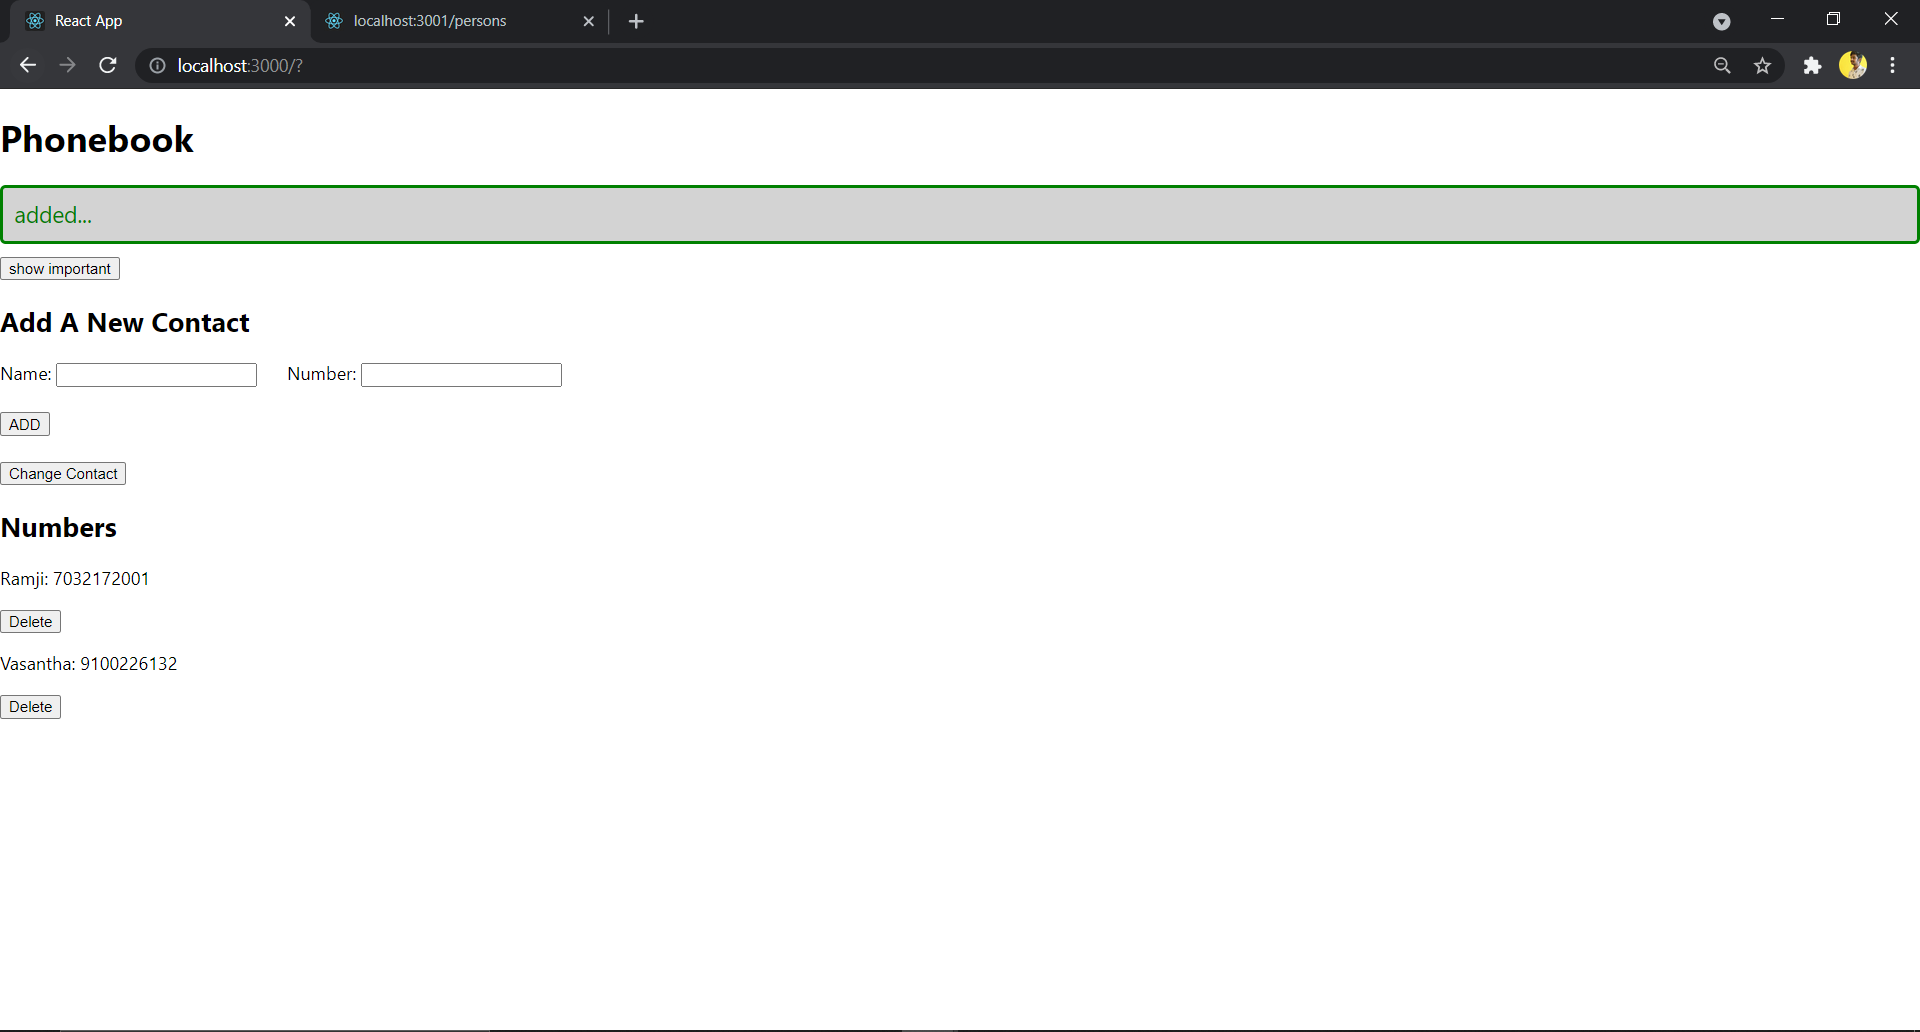 React App
localhost:3001/persons
localhost:3000/?
Phonebook
added...
show important
Add A New Contact
Name: Number:
ADD
Change Contact
Numbers
Ramji: 7032172001
Delete
Vasantha: 9100226132
Delete